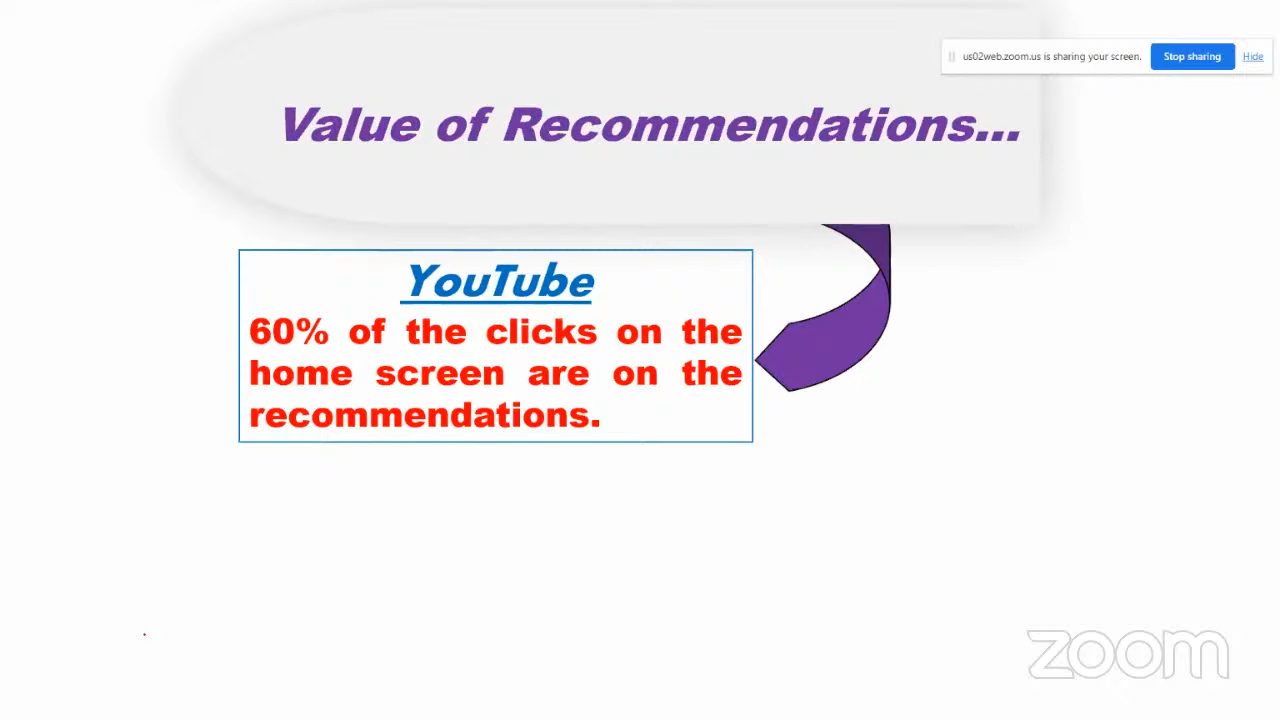 us02web.zoom.us is sharing your screen. Stop sharing Hide
Value of Recommendations...
YouTube
60% of the clicks on the
home screen are on the
recommendations.
zoom